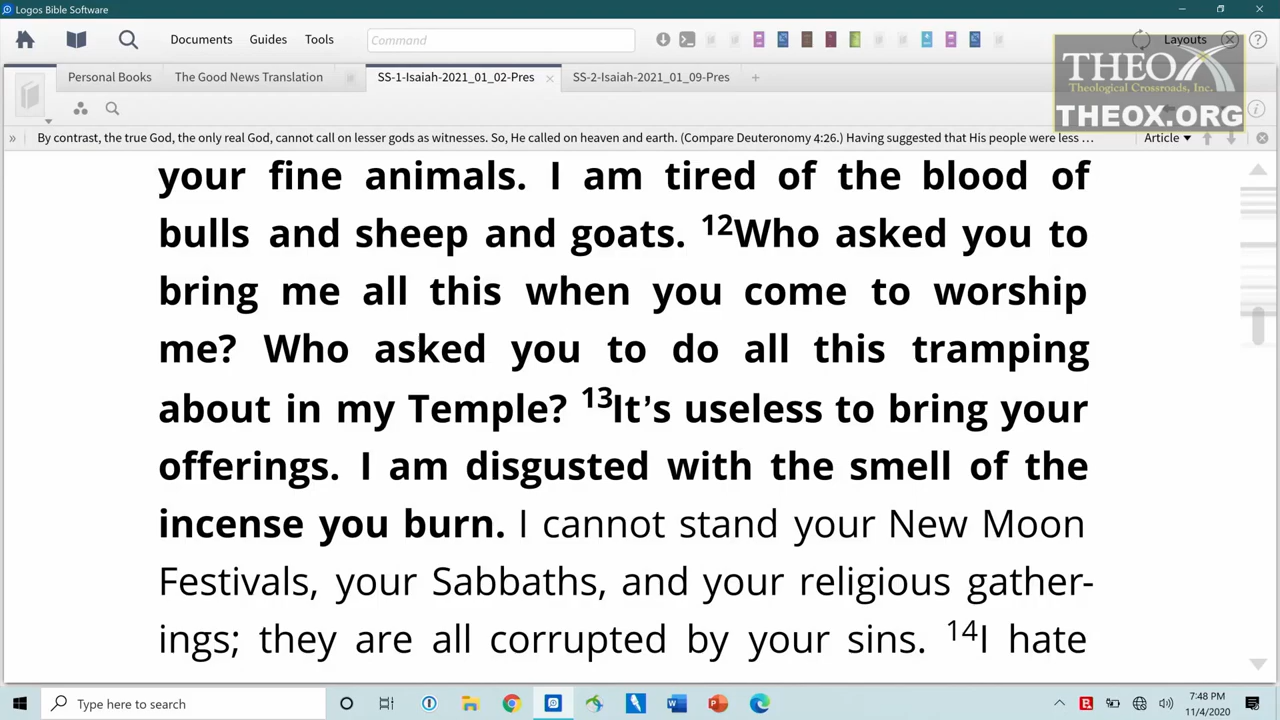 Logos Bible Software
Documents Guides Tools Command Layouts
Personal Books The Good News Translation SS-1-Isaiah-2021_01_02-Pres SS-2-Isaiah-2021_01_09-Pres
THEOX
Theological Crossroads, Inc.
THEOX.ORG
By contrast, the true God, the only real God, cannot call on lesser gods as witnesses. So, He called on heaven and earth. (Compare Deuteronomy 4:26.) Having suggested that His people were less … Article
your fine animals. I am tired of the blood of
bulls and sheep and goats. ¹²Who asked you to
bring me all this when you come to worship
me? Who asked you to do all this tramping
about in my Temple? ¹³It’s useless to bring your
offerings. I am disgusted with the smell of the
incense you burn. I cannot stand your New Moon
Festivals, your Sabbaths, and your religious gather-
ings; they are all corrupted by your sins. ¹⁴I hate
Type here to search
7:48 PM
11/4/2020